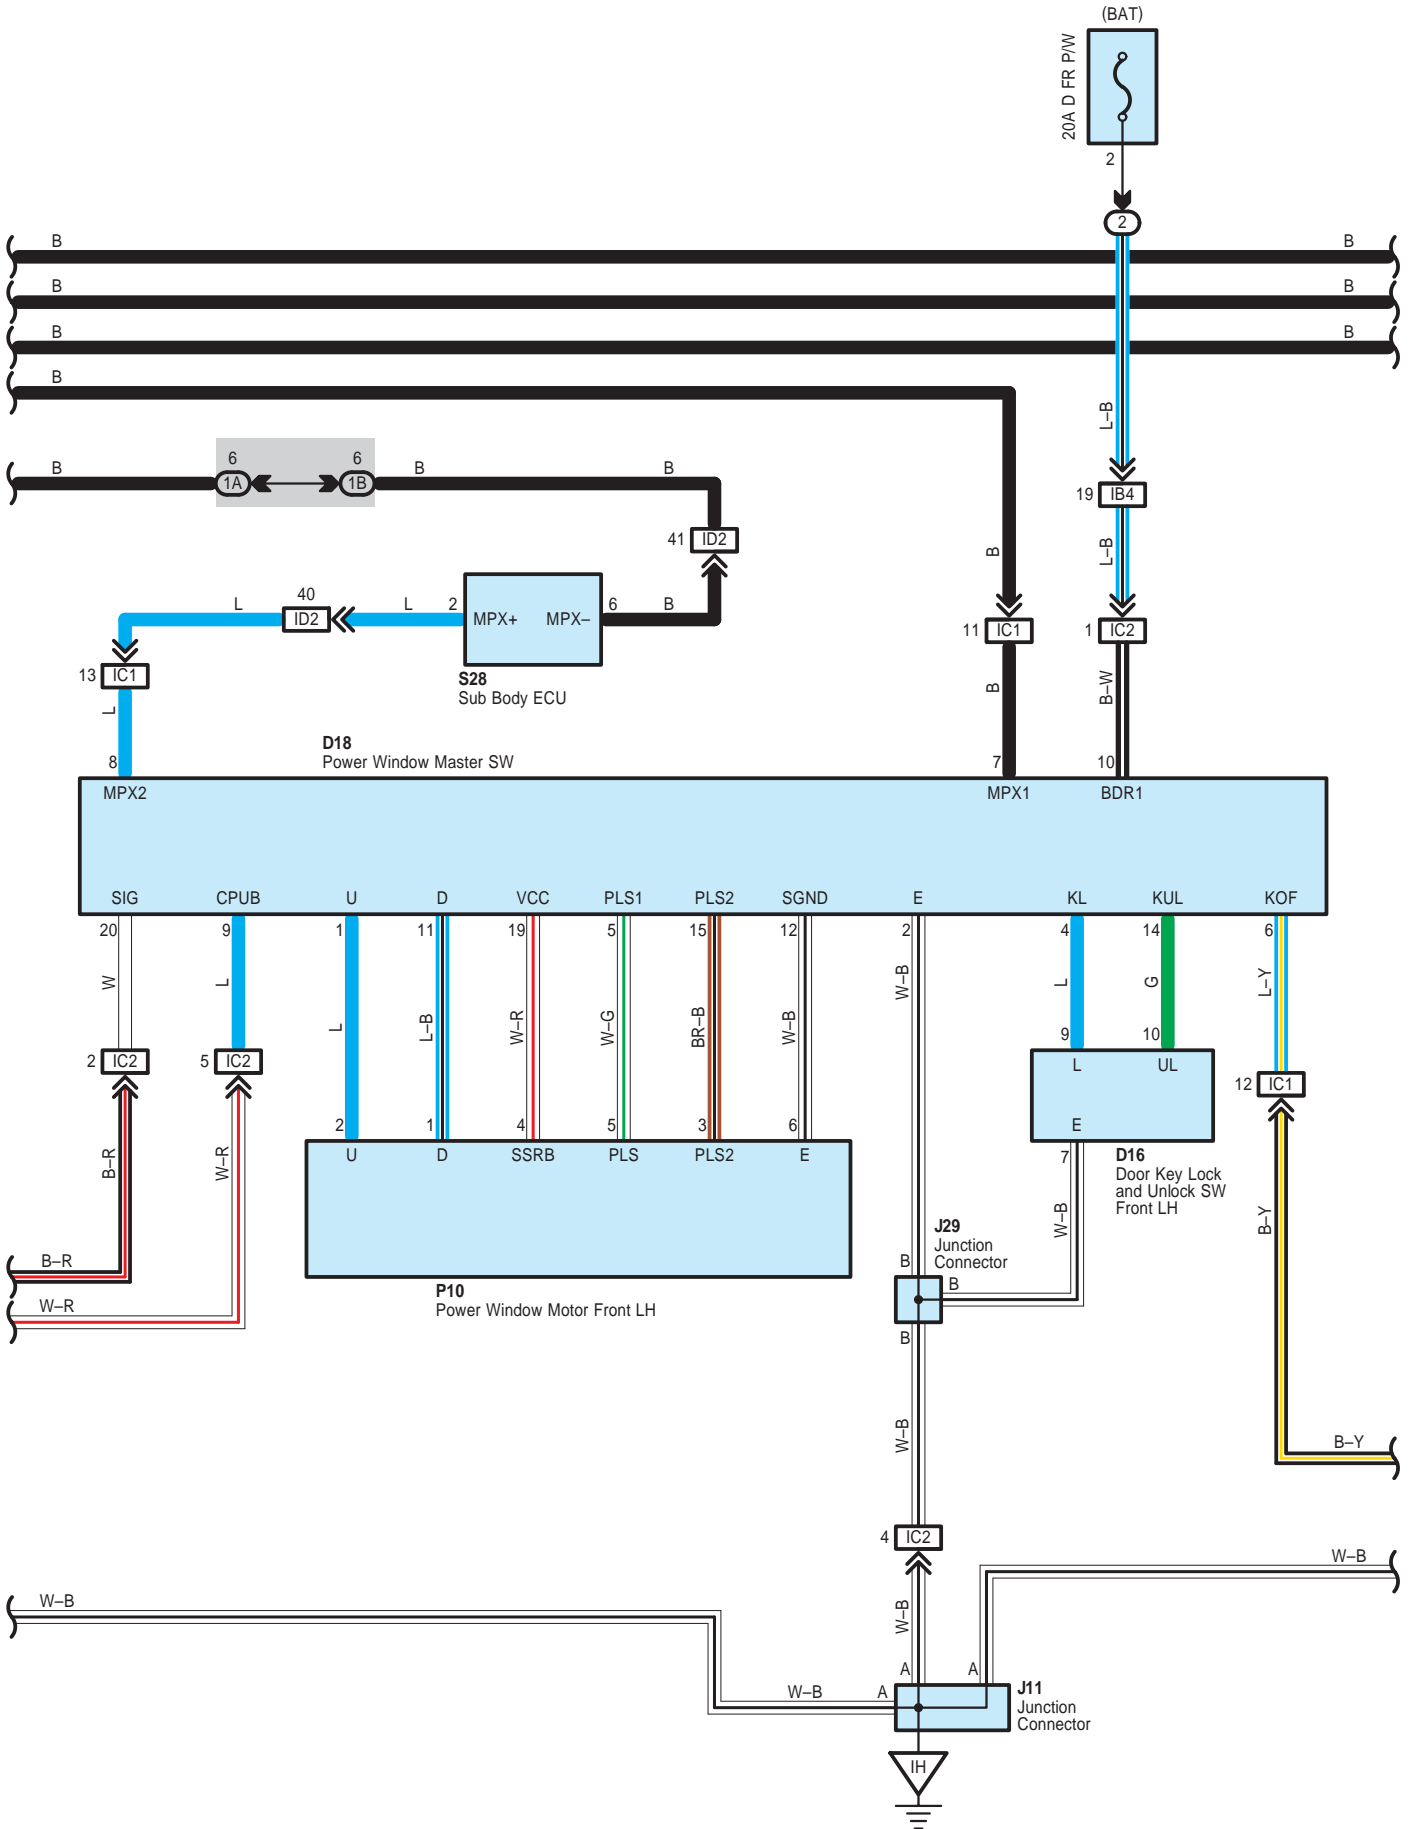 (BAT)
20A D FR P/W
2
2
B B
B B
B B
B
L–B
6 6
B 1A 1B B B
19 IB4
41 ID2
B
L–B
40
L ID2 L 2 MPX+ MPX– 6 B
11 IC1
1 IC2
13 IC1
S28
Sub Body ECU
L
B
B–W
D18
Power Window Master SW
8 7 10
MPX2 MPX1 BDR1
SIG CPUB U D VCC PLS1 PLS2 SGND E KL KUL KOF
20 9 1 11 19 5 15 12 2 4 14 6
W L L L–B W–R W–G BR–B W–B W–B L G L–Y
9 10
2 IC2 5 IC2
L UL
12 IC1
2 1 4 5 3 6
E
U D SSRB PLS PLS2 E
7
D16
Door Key Lock
and Unlock SW
Front LH
B–R W–R W–B B–Y
J29
Junction
Connector
B–R
B
B
P10
Power Window Motor Front LH
W–R
B
W–B
B–Y
4 IC2
W–B
W–B
W–B
A A
W–B A
J11
Junction
Connector
IH